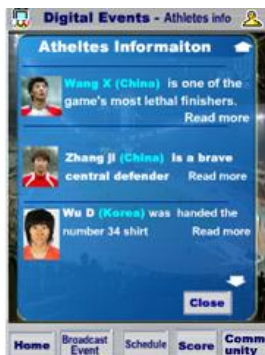 Digital Events - Athletes info
Atheltes Informaiton
Wang X (China) is one of the
game's most lethal finishers.
Read more
Zhang ji (China) is a brave
central defender Read more
Wu D (Korea) was handed the
number 34 shirt Read more
Close
Home Broadcast Event Schedule Score Comm unity